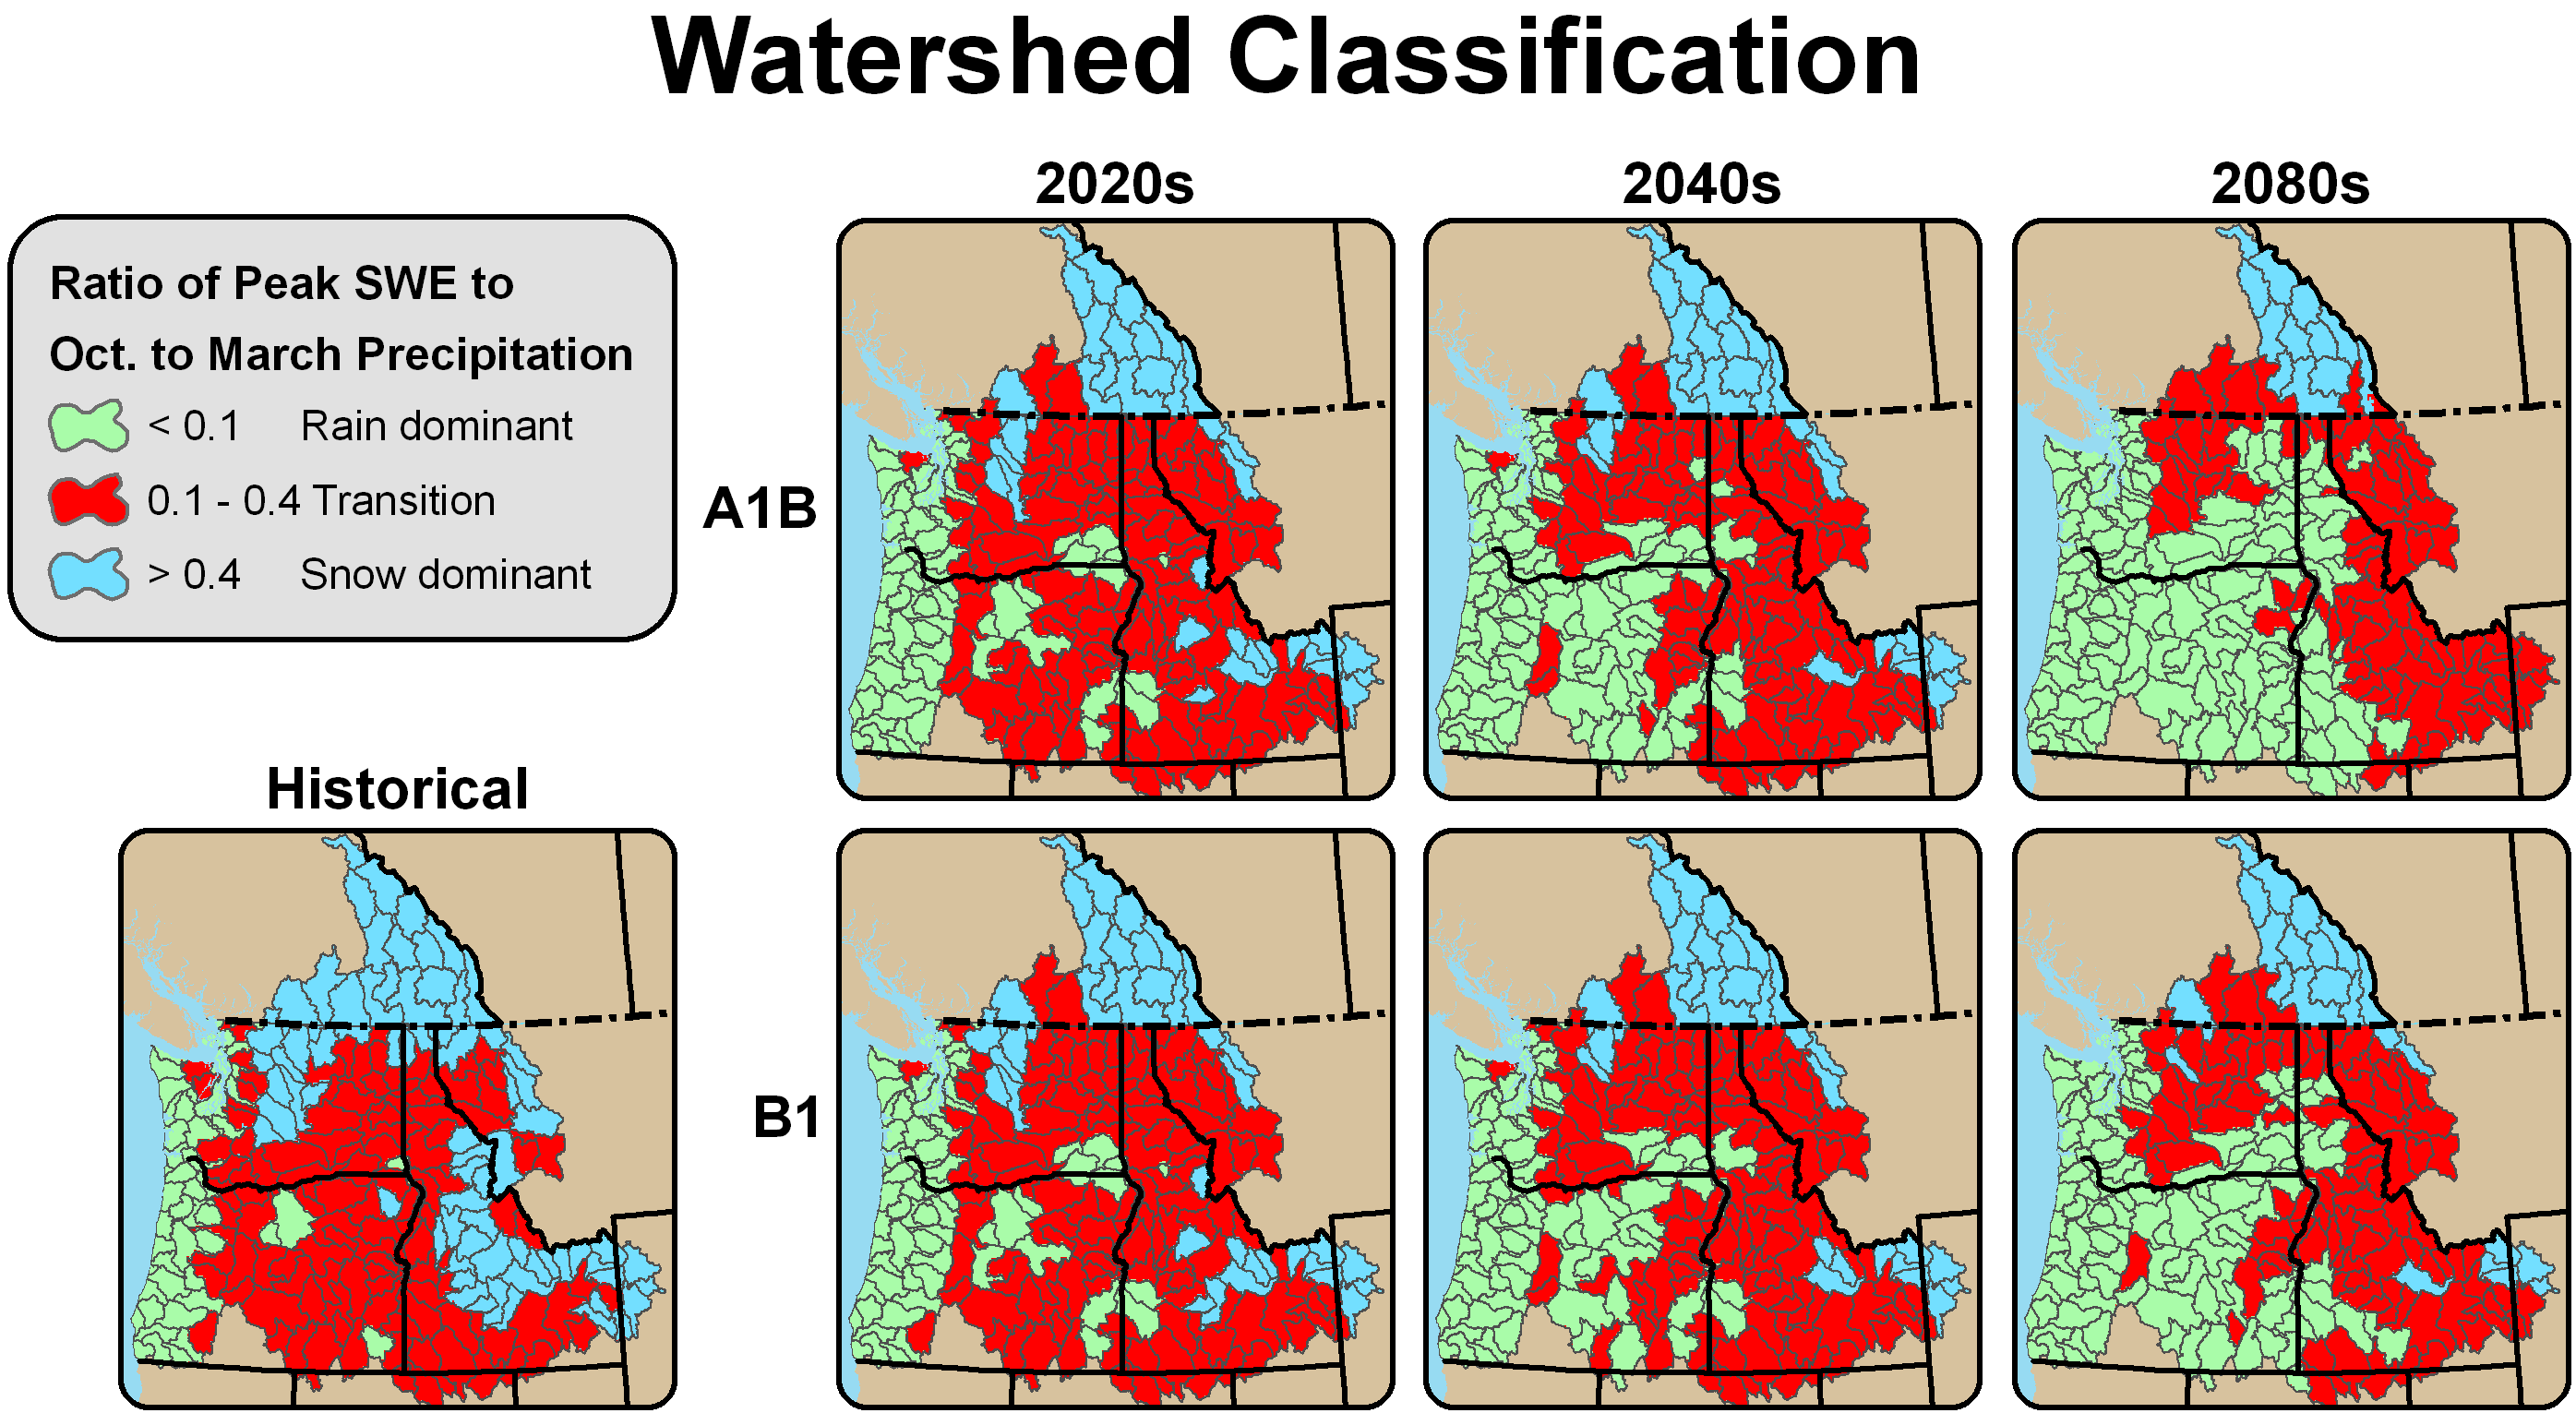 Watershed Classification
2020s
2040s
2080s
Ratio of Peak SWE to
Oct. to March Precipitation
< 0.1 Rain dominant
0.1 - 0.4 Transition
> 0.4 Snow dominant
A1B
Historical
B1